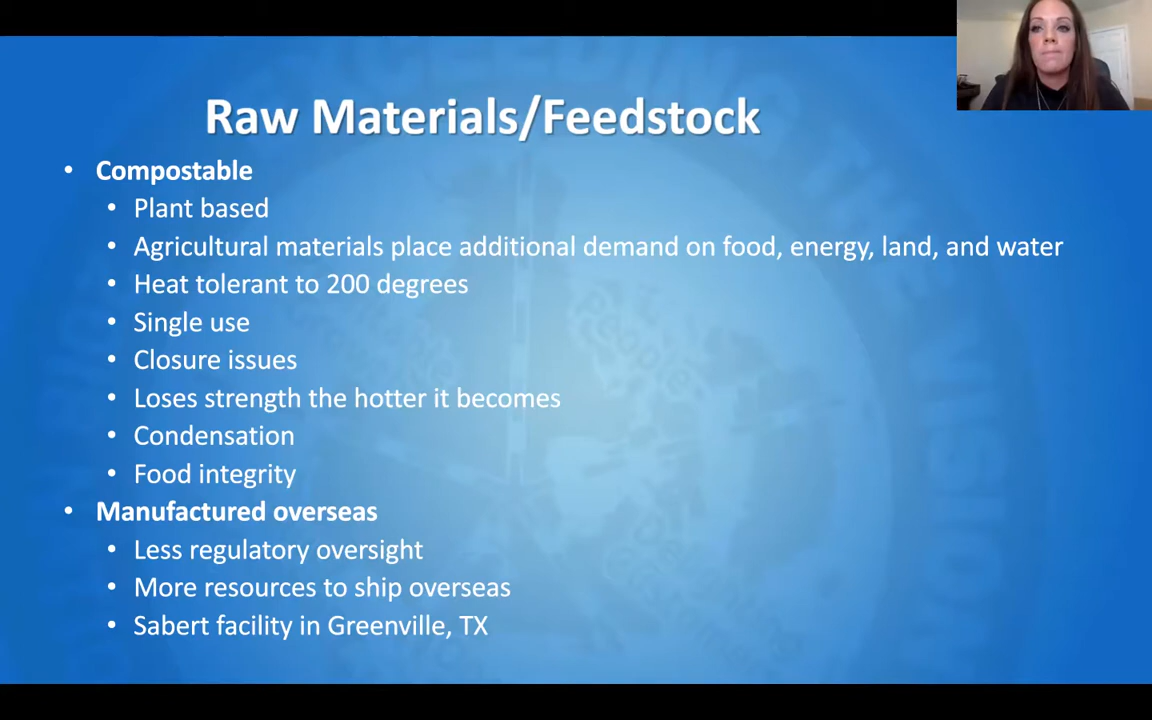 Raw Materials/Feedstock
• Compostable
• Plant based
• Agricultural materials place additional demand on food, energy, land, and water
• Heat tolerant to 200 degrees
• Single use
• Closure issues
• Loses strength the hotter it becomes
• Condensation
• Food integrity
• Manufactured overseas
• Less regulatory oversight
• More resources to ship overseas
• Sabert facility in Greenville, TX